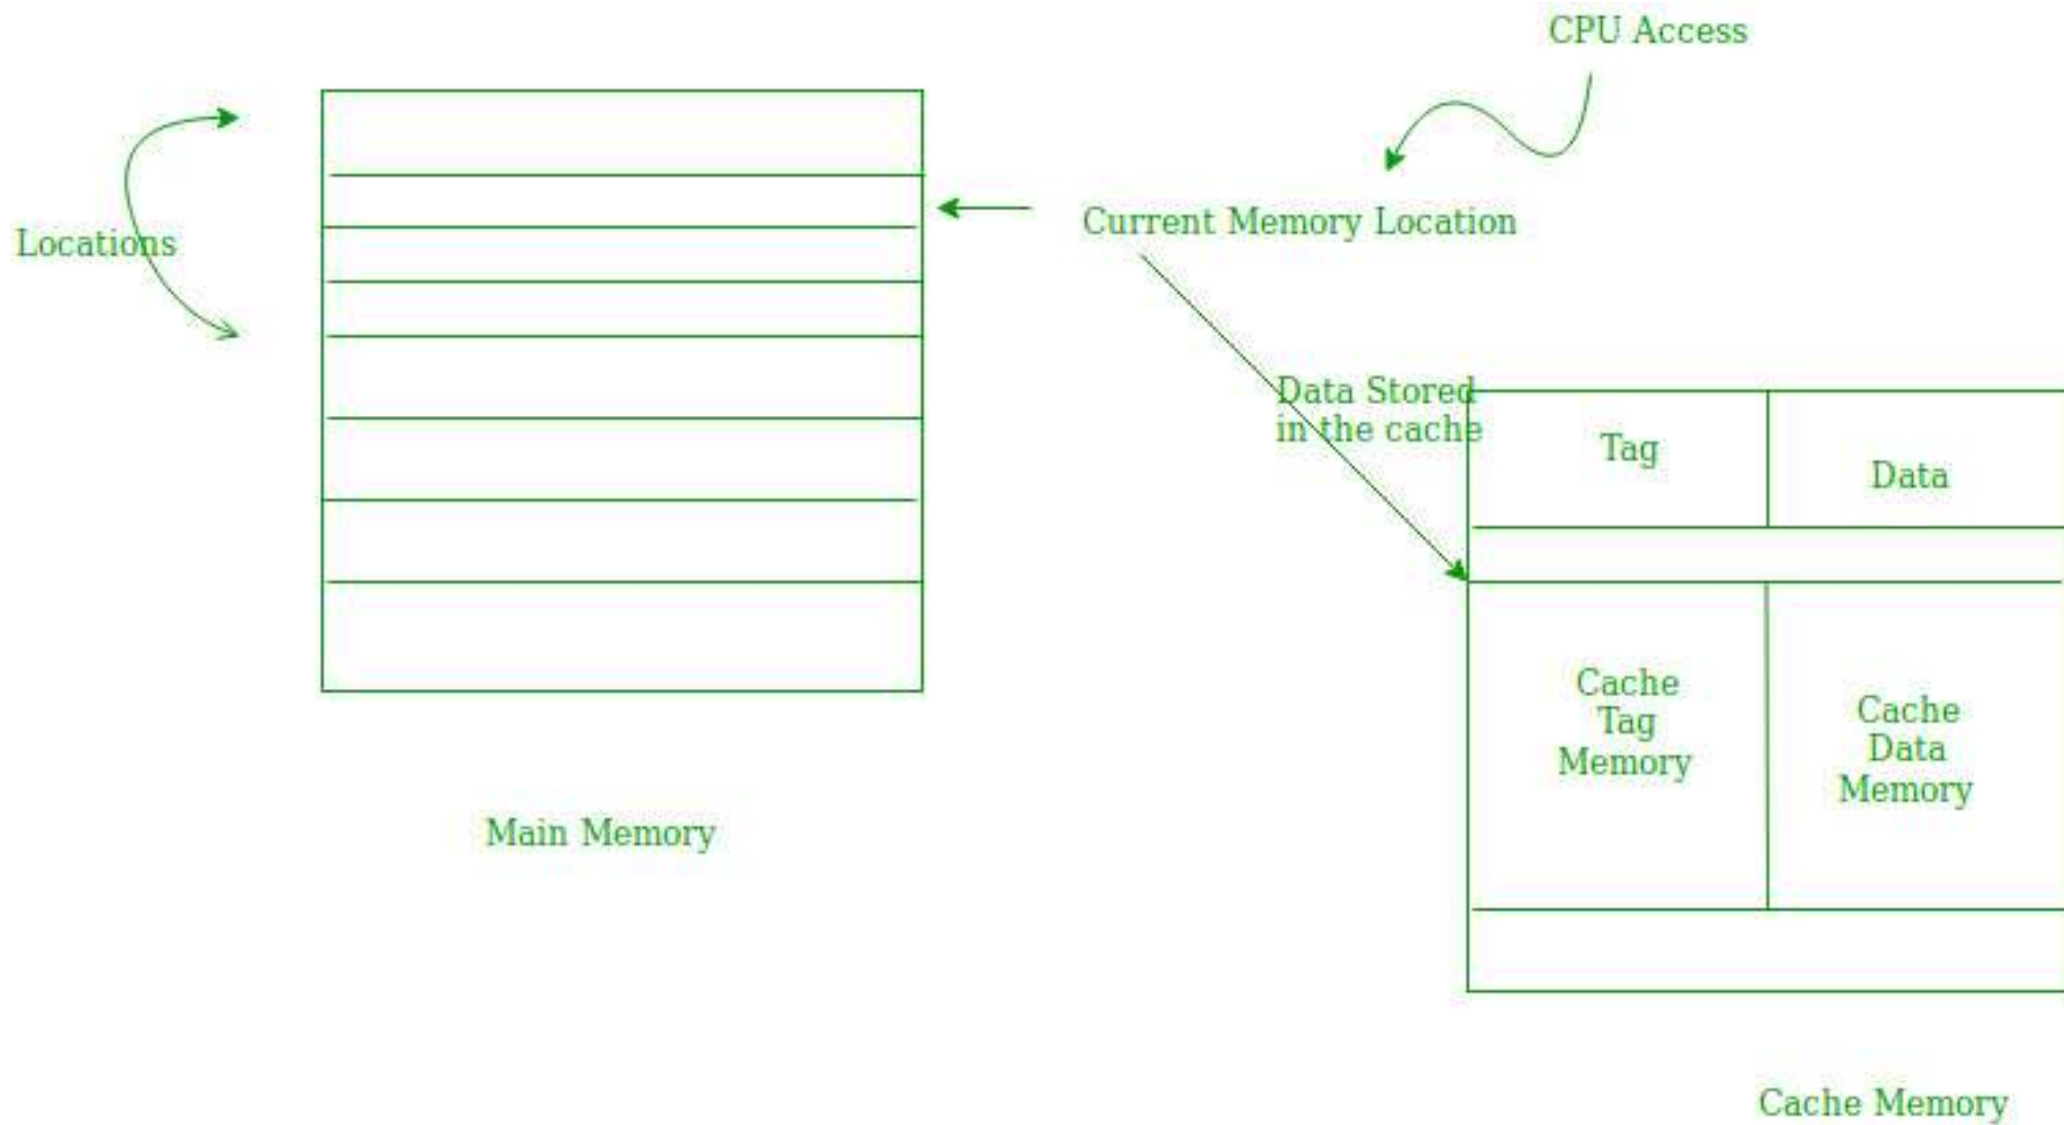 CPU Access
Locations
Current Memory Location
Data Stored
in the cache
Tag
Data
Cache
Tag
Memory
Cache
Data
Memory
Main Memory
Cache Memory